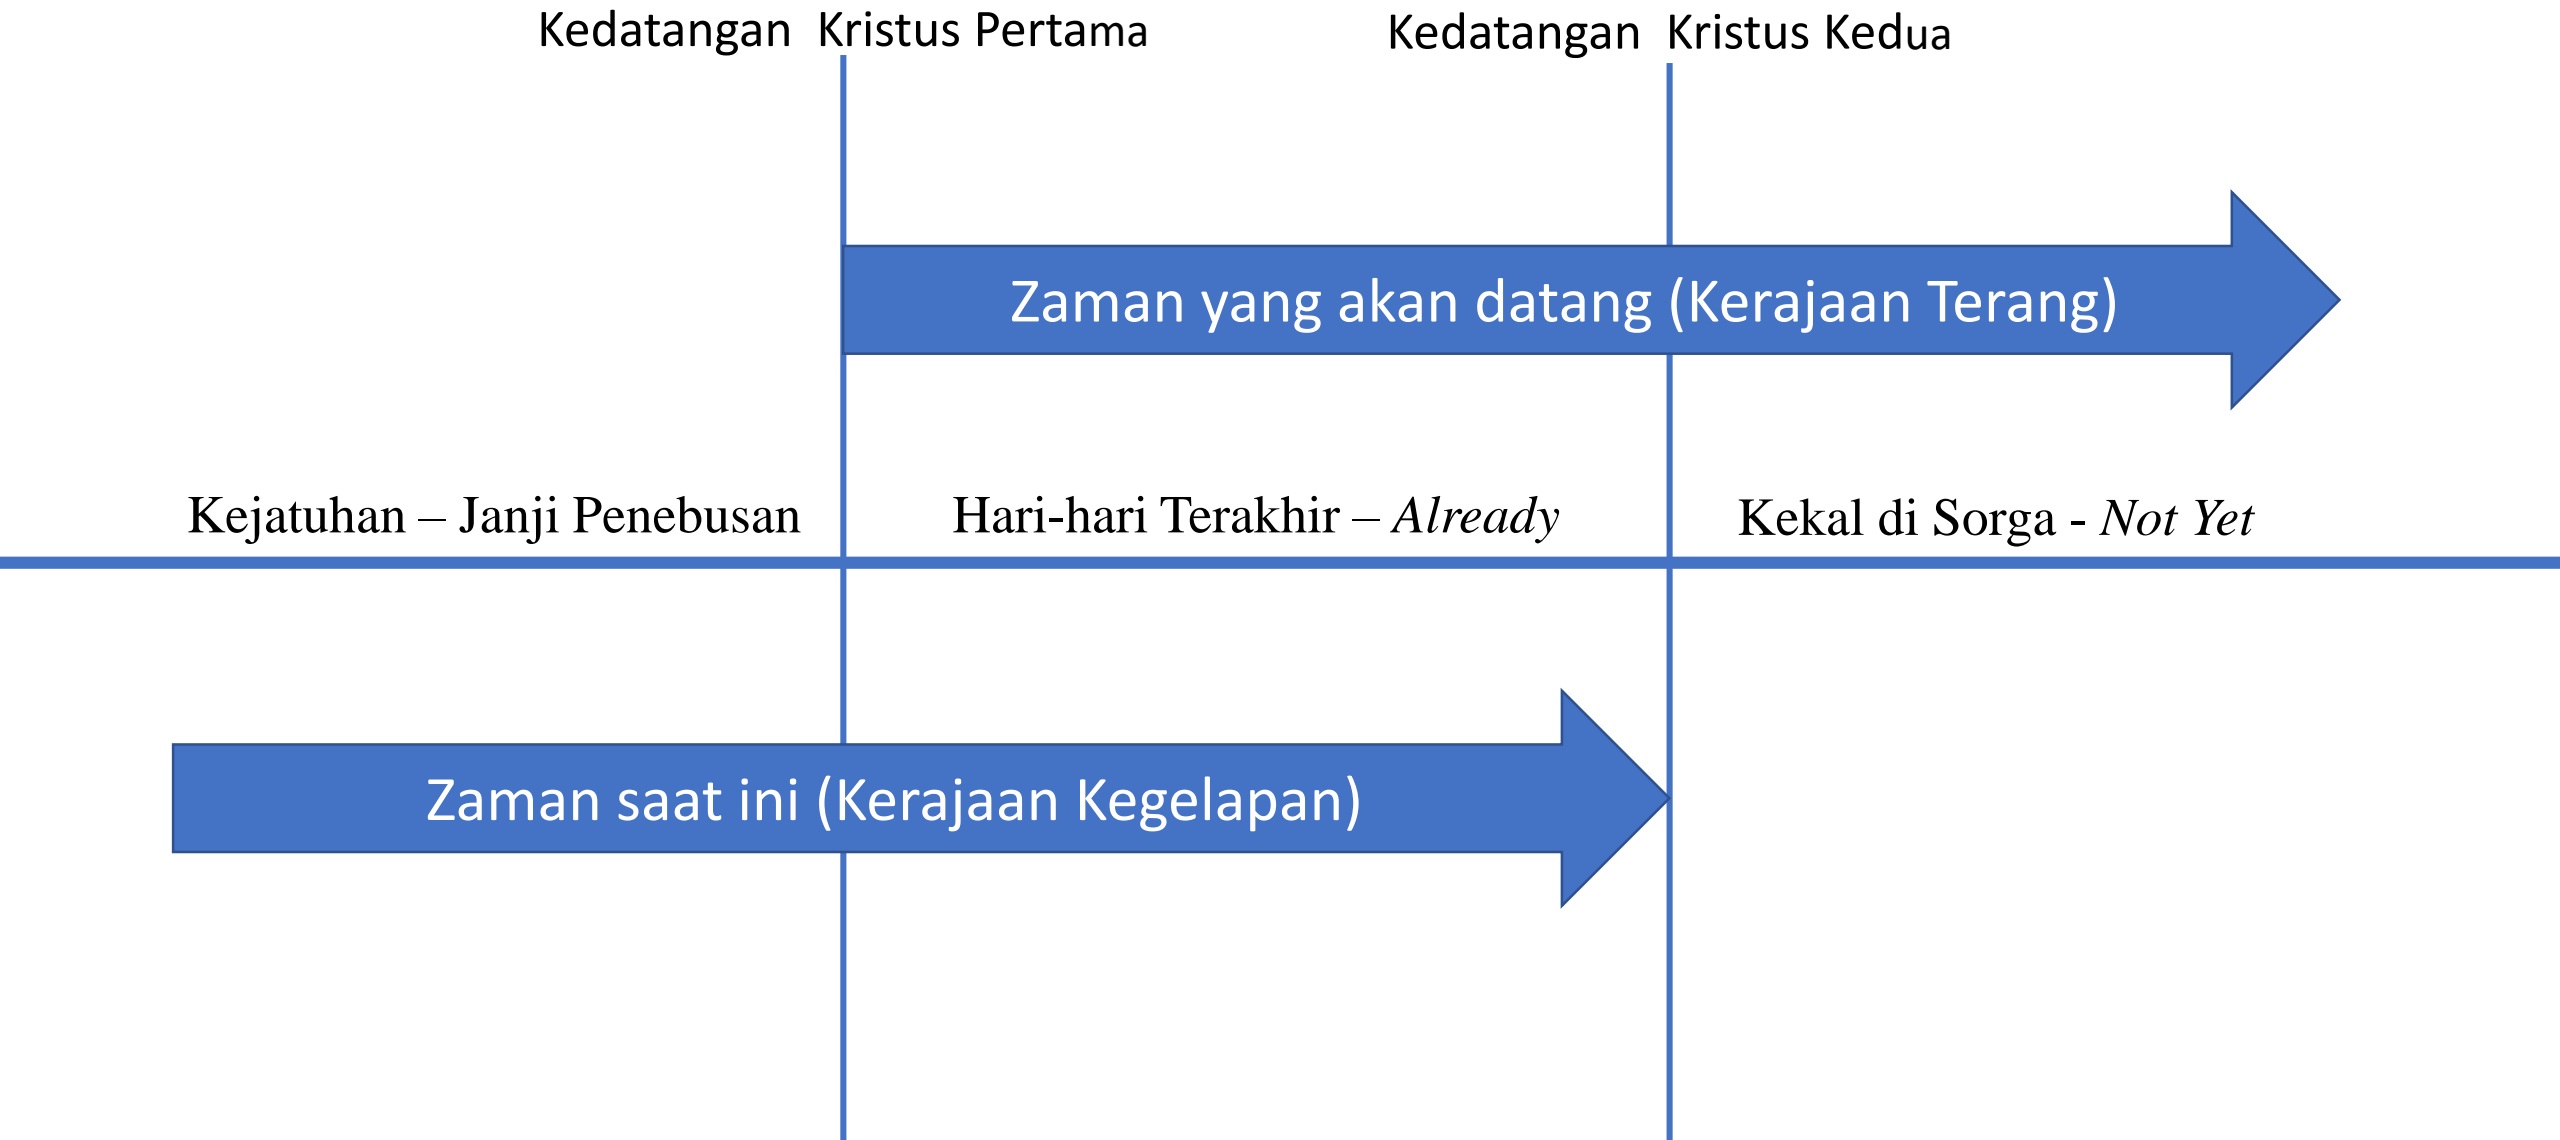 Kedatangan Kristus Pertama
Kedatangan Kristus Kedua
Zaman yang akan datang (Kerajaan Terang)
Kejatuhan – Janji Penebusan
Hari-hari Terakhir – Already
Kekal di Sorga - Not Yet
Zaman saat ini (Kerajaan Kegelapan)